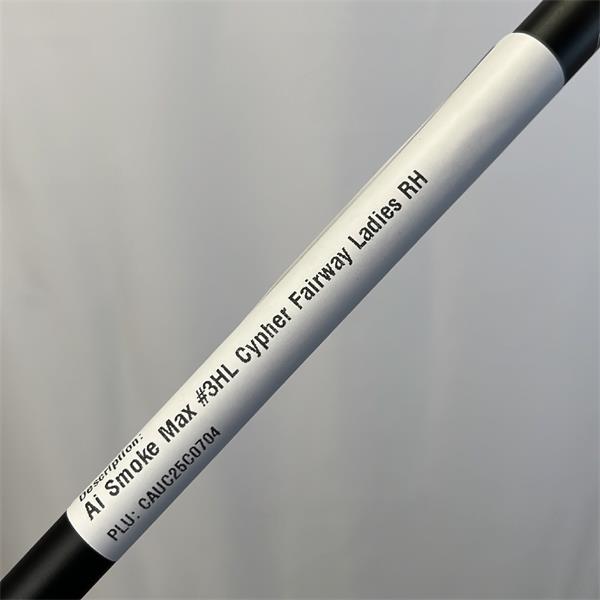 Description:
Ai Smoke Max #3HL Cypher Fairway Ladies RH
PLU: CAUC25C0704